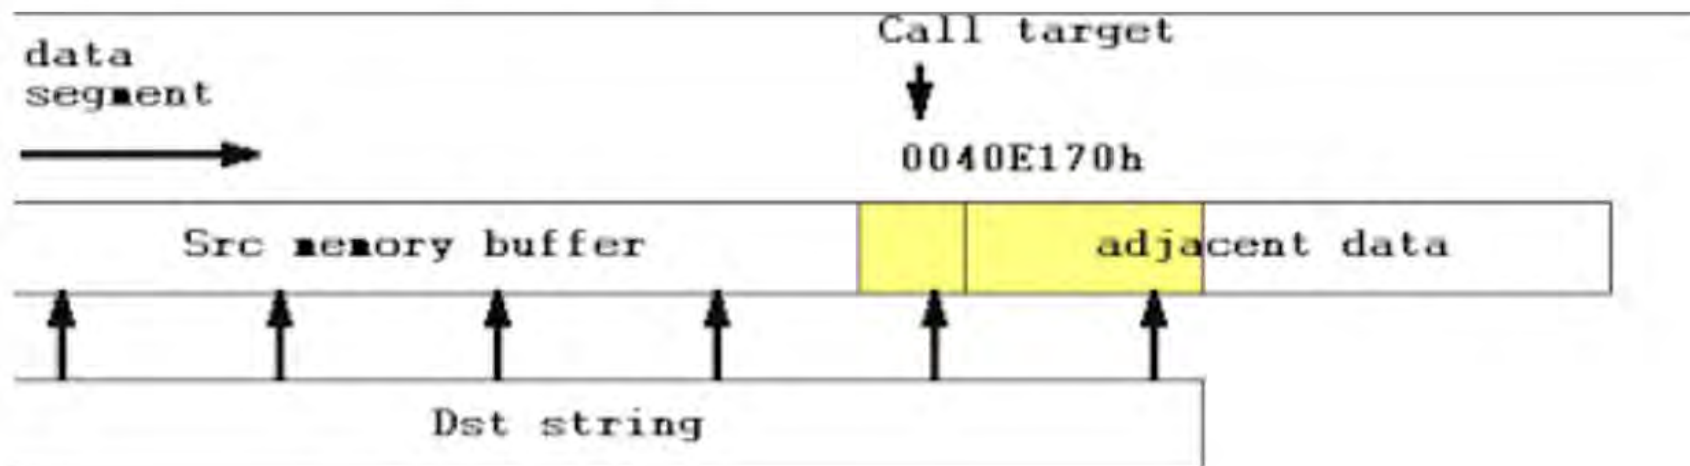 Call target
data
segment
0040E170h
Src memory buffer
adjacent data
Dst string